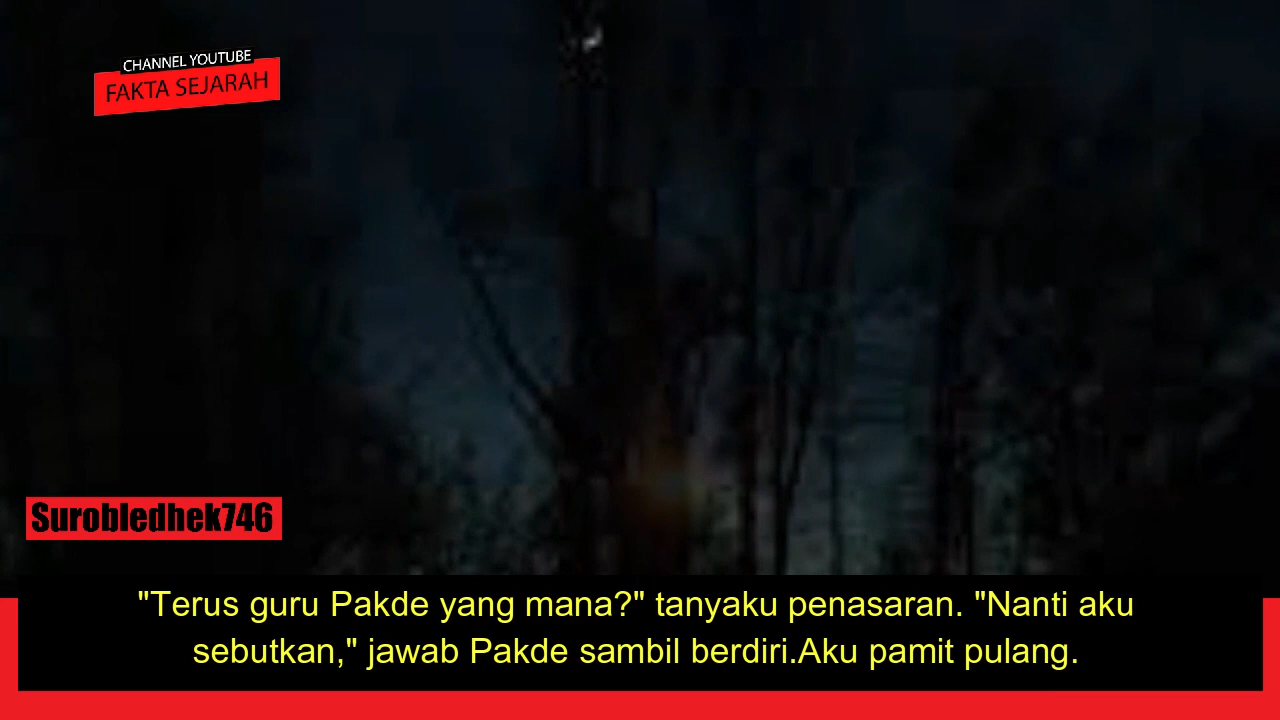 CHANNEL YOUTUBE
FAKTA SEJARAH
Surobledhek746
"Terus guru Pakde yang mana?" tanyaku penasaran. "Nanti aku
sebutkan," jawab Pakde sambil berdiri.Aku pamit pulang.